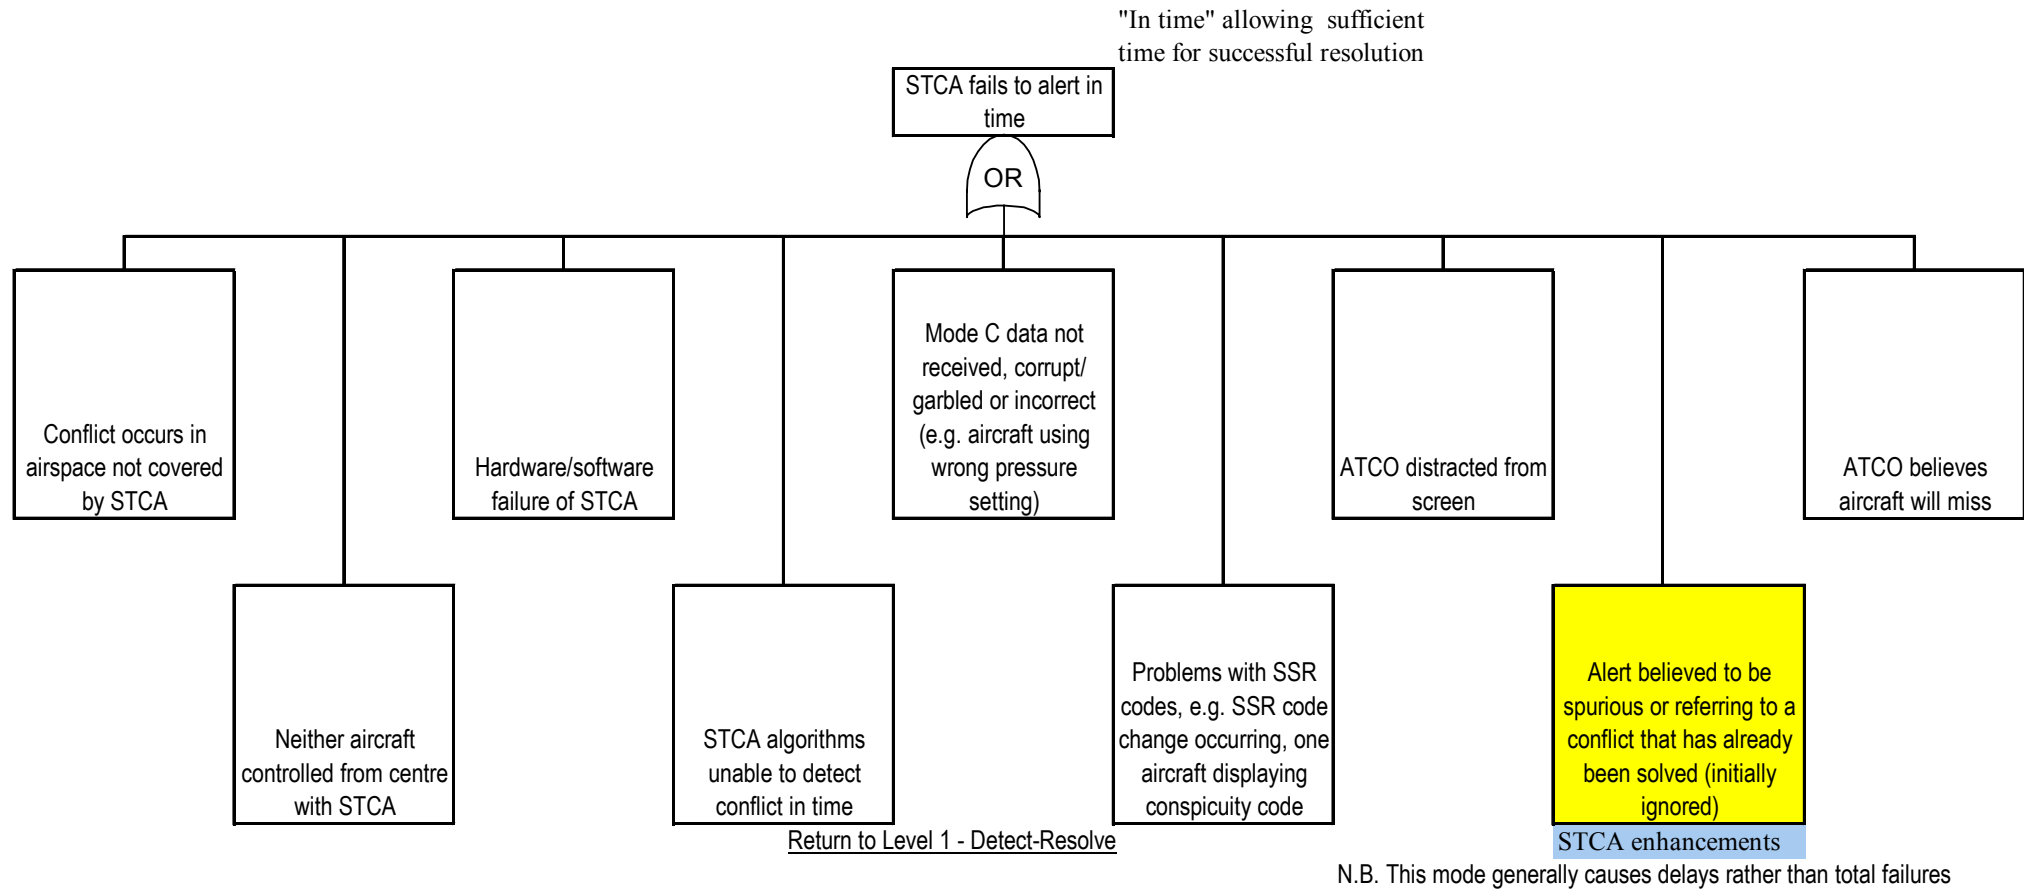 "In time" allowing sufficient
time for successful resolution
STCA fails to alert in
time
OR
Conflict occurs in
airspace not covered
by STCA
Hardware/software
failure of STCA
Mode C data not
received, corrupt/
garbled or incorrect
(e.g. aircraft using
wrong pressure
setting)
ATCO distracted from
screen
ATCO believes
aircraft will miss
Neither aircraft
controlled from centre
with STCA
STCA algorithms
unable to detect
conflict in time
Problems with SSR
codes, e.g. SSR code
change occurring, one
aircraft displaying
conspicuity code
Alert believed to be
spurious or referring to a
conflict that has already
been solved (initially
ignored)
Return to Level 1 - Detect-Resolve
STCA enhancements
N.B. This mode generally causes delays rather than total failures